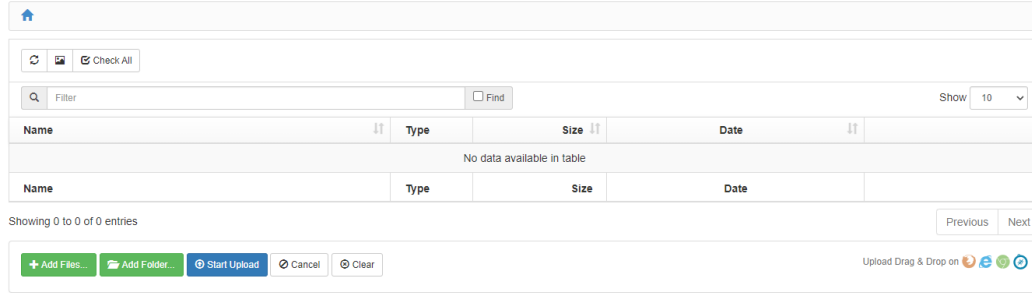 Check All
Filter Find Show 10
Name Type Size Date
No data available in table
Name Type Size Date
Showing 0 to 0 of 0 entries
Previous Next
Add Files... Add Folder... Start Upload Cancel Clear Upload Drag & Drop on